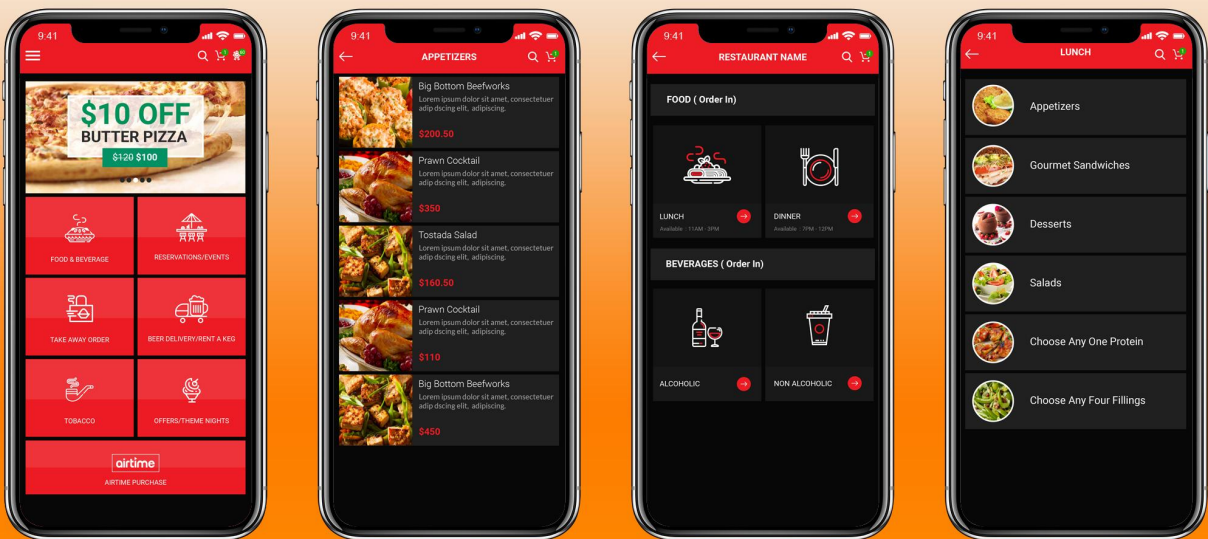 9:41
$10 OFF
BUTTER PIZZA
$120 $100
FOOD & BEVERAGE
RESERVATIONS/EVENTS
TAKE AWAY ORDER
BEER DELIVERY/RENT A KEG
TOBACCO
OFFERS/THEME NIGHTS
airtime
AIRTIME PURCHASE
9:41
APPETIZERS
Big Bottom Beefworks
Lorem ipsum dolor sit amet, consectetuer
adip dscing elit, adipiscing.
$200.50
Prawn Cocktail
Lorem ipsum dolor sit amet, consectetuer
adip dscing elit, adipiscing.
$350
Tostada Salad
Lorem ipsum dolor sit amet, consectetuer
adip dscing elit, adipiscing.
$160.50
Prawn Cocktail
Lorem ipsum dolor sit amet, consectetuer
adip dscing elit, adipiscing.
$110
Big Bottom Beefworks
Lorem ipsum dolor sit amet, consectetuer
adip dscing elit, adipiscing.
$450
9:41
RESTAURANT NAME
FOOD ( Order In)
LUNCH
Available : 11AM - 3PM
DINNER
Available : 7PM - 12PM
BEVERAGES ( Order In)
ALCOHOLIC
NON ALCOHOLIC
9:41
LUNCH
Appetizers
Gourmet Sandwiches
Desserts
Salads
Choose Any One Protein
Choose Any Four Fillings